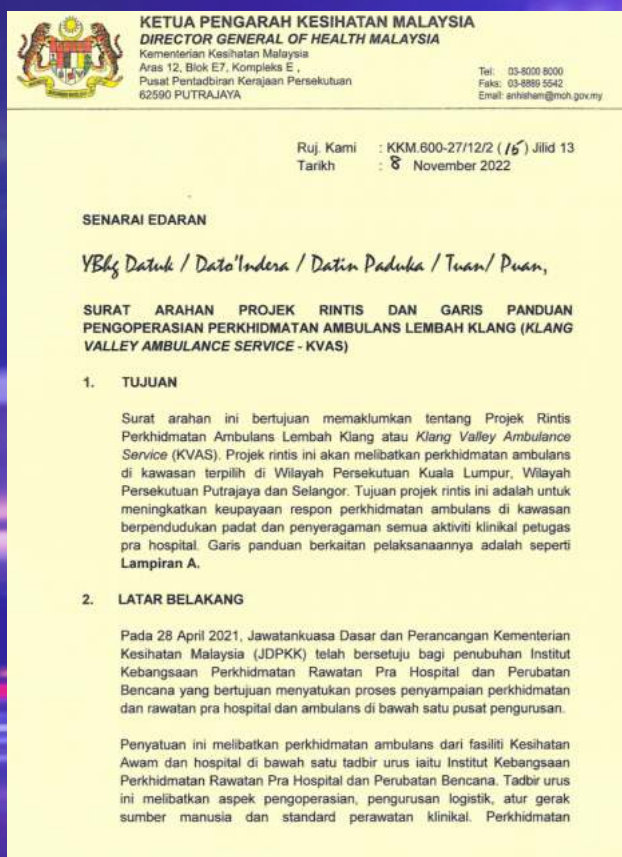 KETUA PENGARAH KESIHATAN MALAYSIA
DIRECTOR GENERAL OF HEALTH MALAYSIA
Kementerian Kesihatan Malaysia
Aras 12, Blok E7, Kompleks E ,
Pusat Pentadbiran Kerajaan Persekutuan
62590 PUTRAJAYA
Tel: 03-8000 8000
Faks: 03-8889 5542
Email: anhisham@moh.gov.my
Ruj. Kami : KKM.600-27/12/2 (15) Jilid 13
Tarikh : 8 November 2022
SENARAI EDARAN
YBhg Datuk / Dato'Indera / Datin Paduka / Tuan/ Puan,
SURAT ARAHAN PROJEK RINTIS DAN GARIS PANDUAN
PENGOPERASIAN PERKHIDMATAN AMBULANS LEMBAH KLANG (KLANG
VALLEY AMBULANCE SERVICE - KVAS)
1. TUJUAN
Surat arahan ini bertujuan memaklumkan tentang Projek Rintis
Perkhidmatan Ambulans Lembah Klang atau Klang Valley Ambulance
Service (KVAS). Projek rintis ini akan melibatkan perkhidmatan ambulans
di kawasan terpilih di Wilayah Persekutuan Kuala Lumpur, Wilayah
Persekutuan Putrajaya dan Selangor. Tujuan projek rintis ini adalah untuk
meningkatkan keupayaan respon perkhidmatan ambulans di kawasan
berpendudukan padat dan penyeragaman semua aktiviti klinikal petugas
pra hospital. Garis panduan berkaitan pelaksanaannya adalah seperti
Lampiran A.
2. LATAR BELAKANG
Pada 28 April 2021, Jawatankuasa Dasar dan Perancangan Kementerian
Kesihatan Malaysia (JDPKK) telah bersetuju bagi penubuhan Institut
Kebangsaan Perkhidmatan Rawatan Pra Hospital dan Perubatan
Bencana yang bertujuan menyatukan proses penyampaian perkhidmatan
dan rawatan pra hospital dan ambulans di bawah satu pusat pengurusan.
Penyatuan ini melibatkan perkhidmatan ambulans dari fasiliti Kesihatan
Awam dan hospital di bawah satu tadbir urus iaitu Institut Kebangsaan
Perkhidmatan Rawatan Pra Hospital dan Perubatan Bencana. Tadbir urus
ini melibatkan aspek pengoperasian, pengurusan logistik, atur gerak
sumber manusia dan standard perawatan klinikal. Perkhidmatan